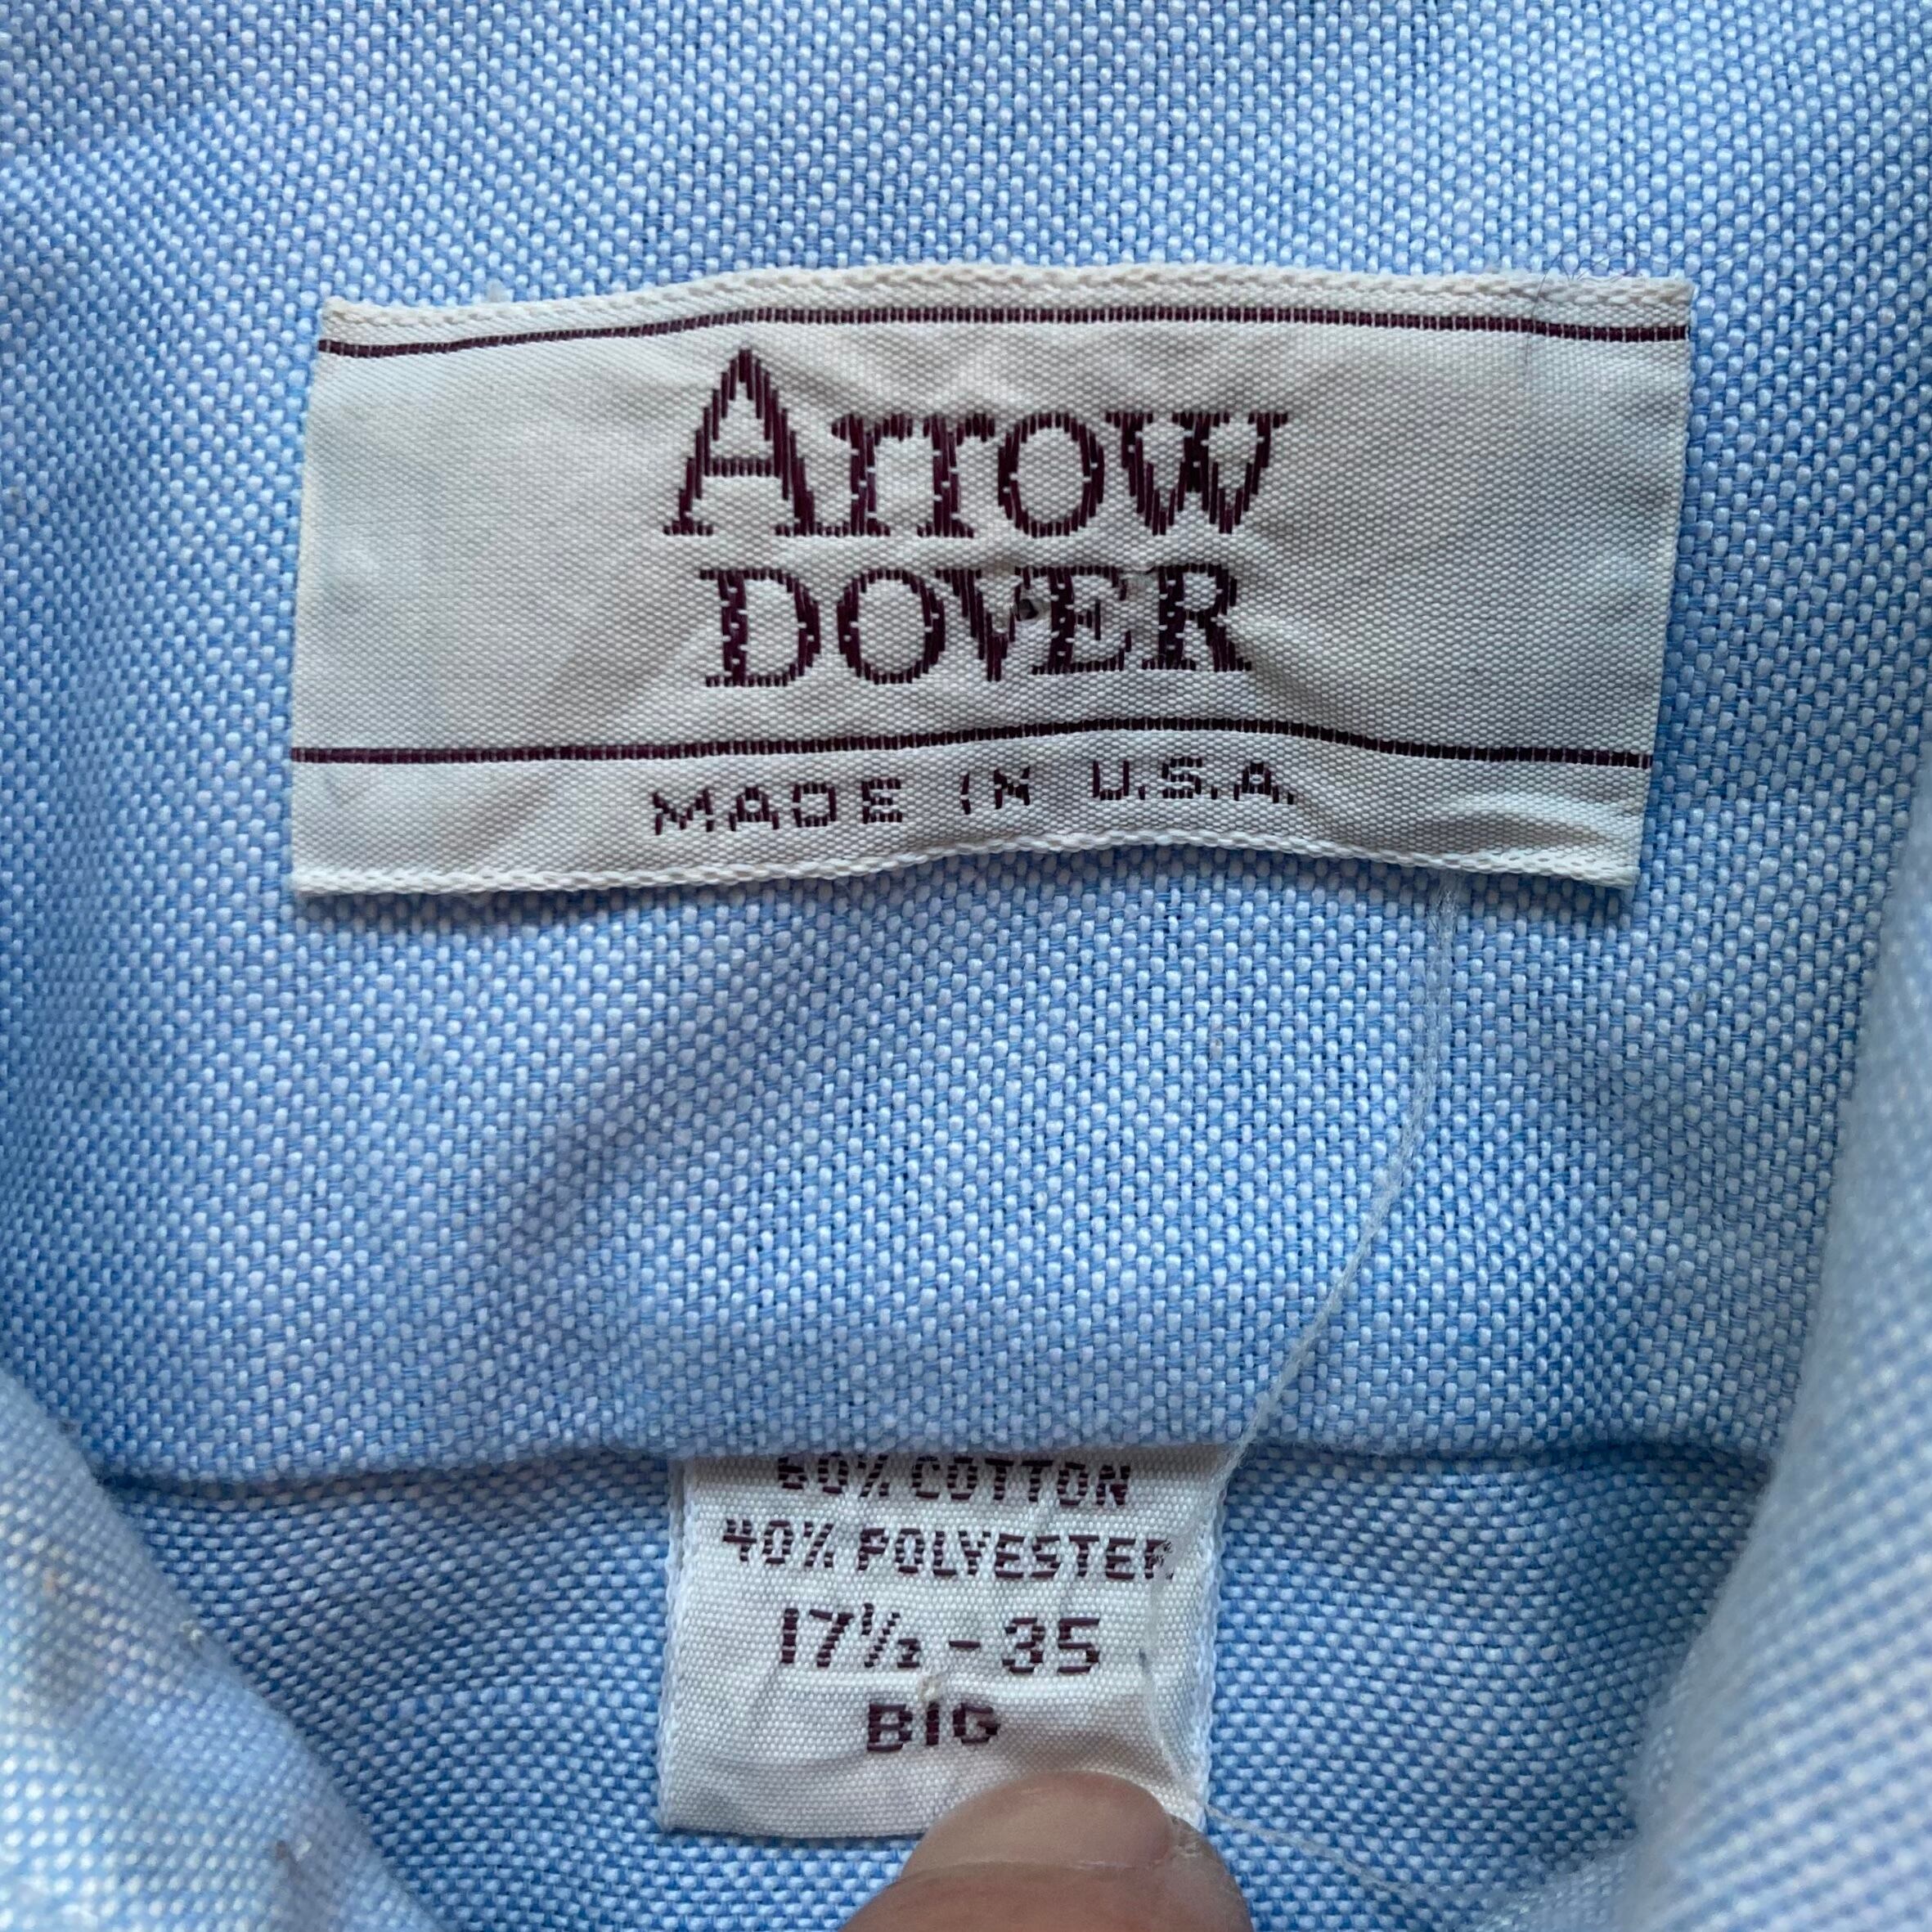 Arrow
DOVER
MADE IN U.S.A.
60% COTTON
40% POLYESTER
17½ - 35
BIG